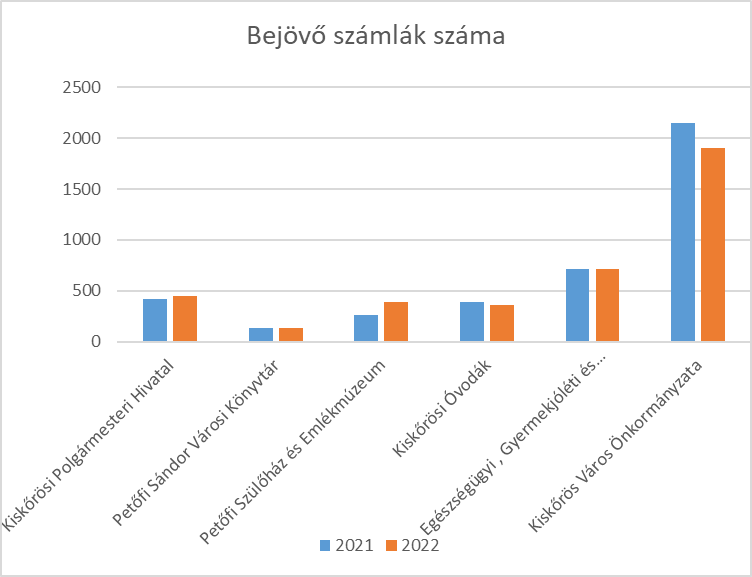 Bejövő számlák száma
2500
2000
1500
1000
500
0
Kiskőrösi Polgármesteri Hivatal
Petőfi Sándor Városi Könyvtár
Petőfi Szülőház és Emlékmúzeum
Kiskőrösi Óvodák
Egészségügyi , Gyermekjóléti és...
Kiskőrös Város Önkormányzata
2021 2022